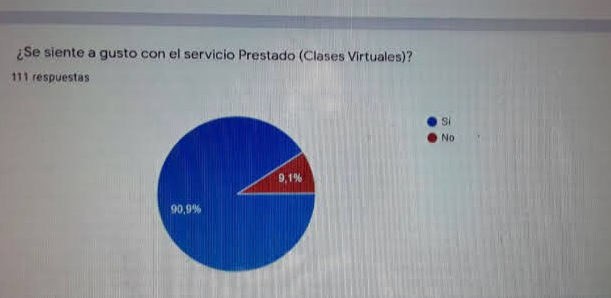 ¿Se siente a gusto con el servicio Prestado (Clases Virtuales)?
111 respuestas
Sí
No
9,1%
90,9%